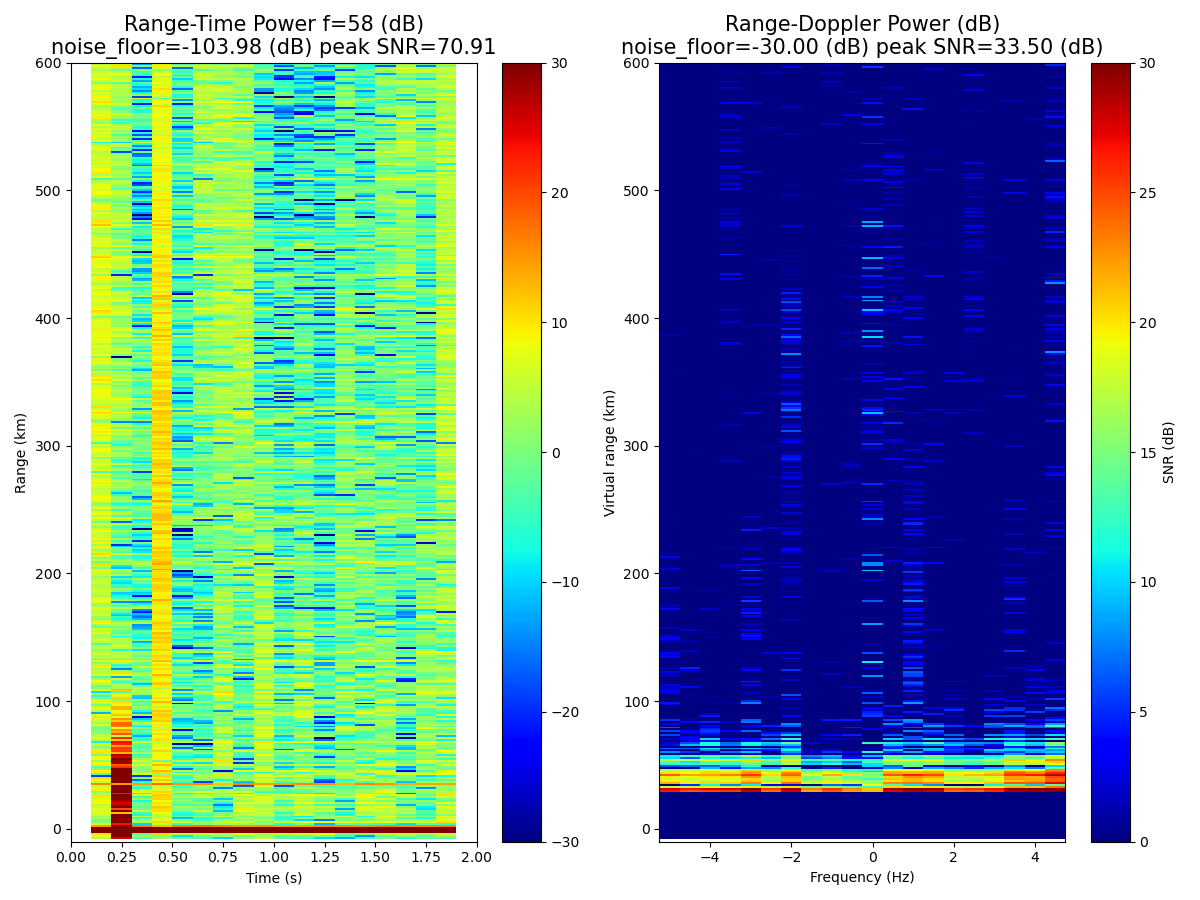 Range-Time Power f=58 (dB)
noise_floor=-103.98 (dB) peak SNR=70.91
Range (km)
600
500
400
300
200
100
0
0.00 0.25 0.50 0.75 1.00 1.25 1.50 1.75 2.00
Time (s)
30
20
10
0
−10
−20
−30
Range-Doppler Power (dB)
noise_floor=-30.00 (dB) peak SNR=33.50 (dB)
Virtual range (km)
600
500
400
300
200
100
0
−4 −2 0 2 4
Frequency (Hz)
30
25
20
15
10
5
0
SNR (dB)